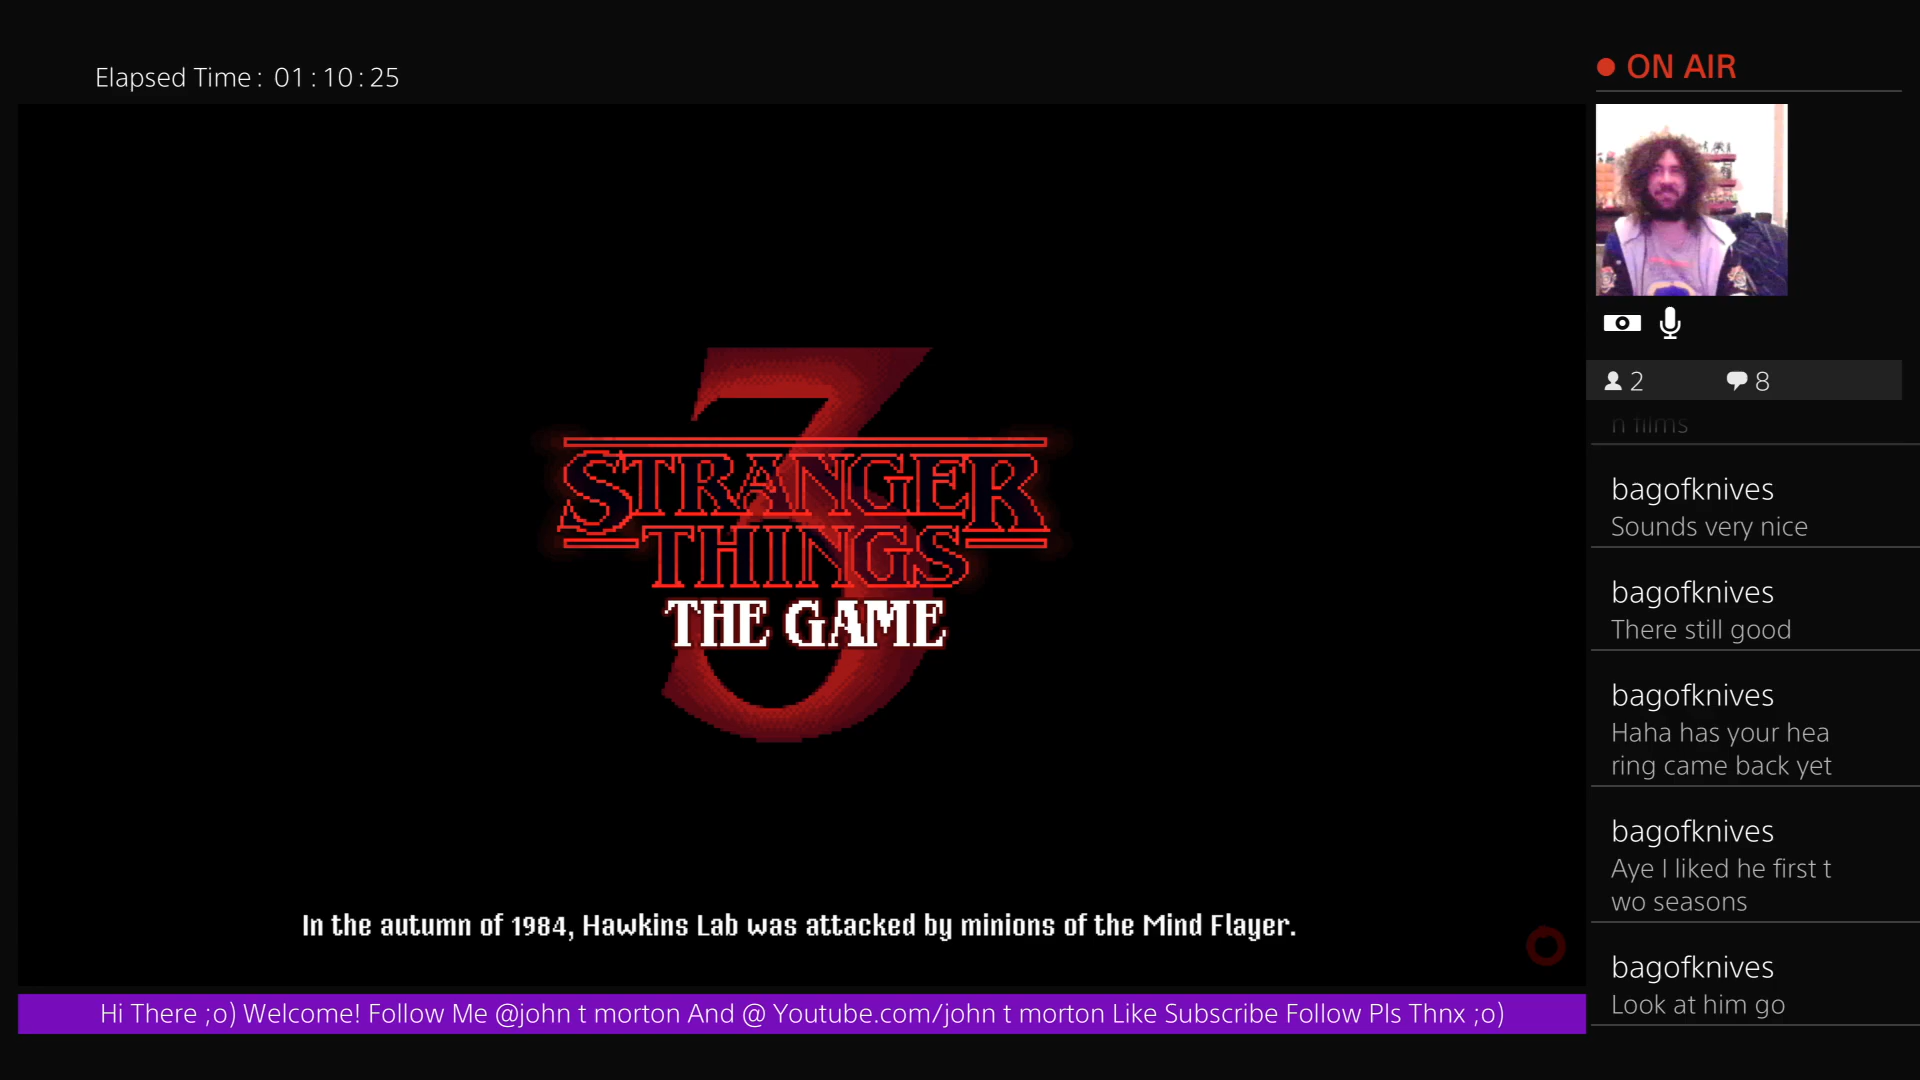 Elapsed Time: 01:10:25
ON AIR
2 8
n films
bagofknives
Sounds very nice
bagofknives
There still good
bagofknives
Haha has your hea
ring came back yet
bagofknives
Aye I liked he first t
wo seasons
bagofknives
Look at him go
3
STRANGER
THINGS
THE GAME
In the autumn of 1984, Hawkins Lab was attacked by minions of the Mind Flayer.
Hi There ;o) Welcome! Follow Me @john t morton And @ Youtube.com/john t morton Like Subscribe Follow Pls Thnx ;o)